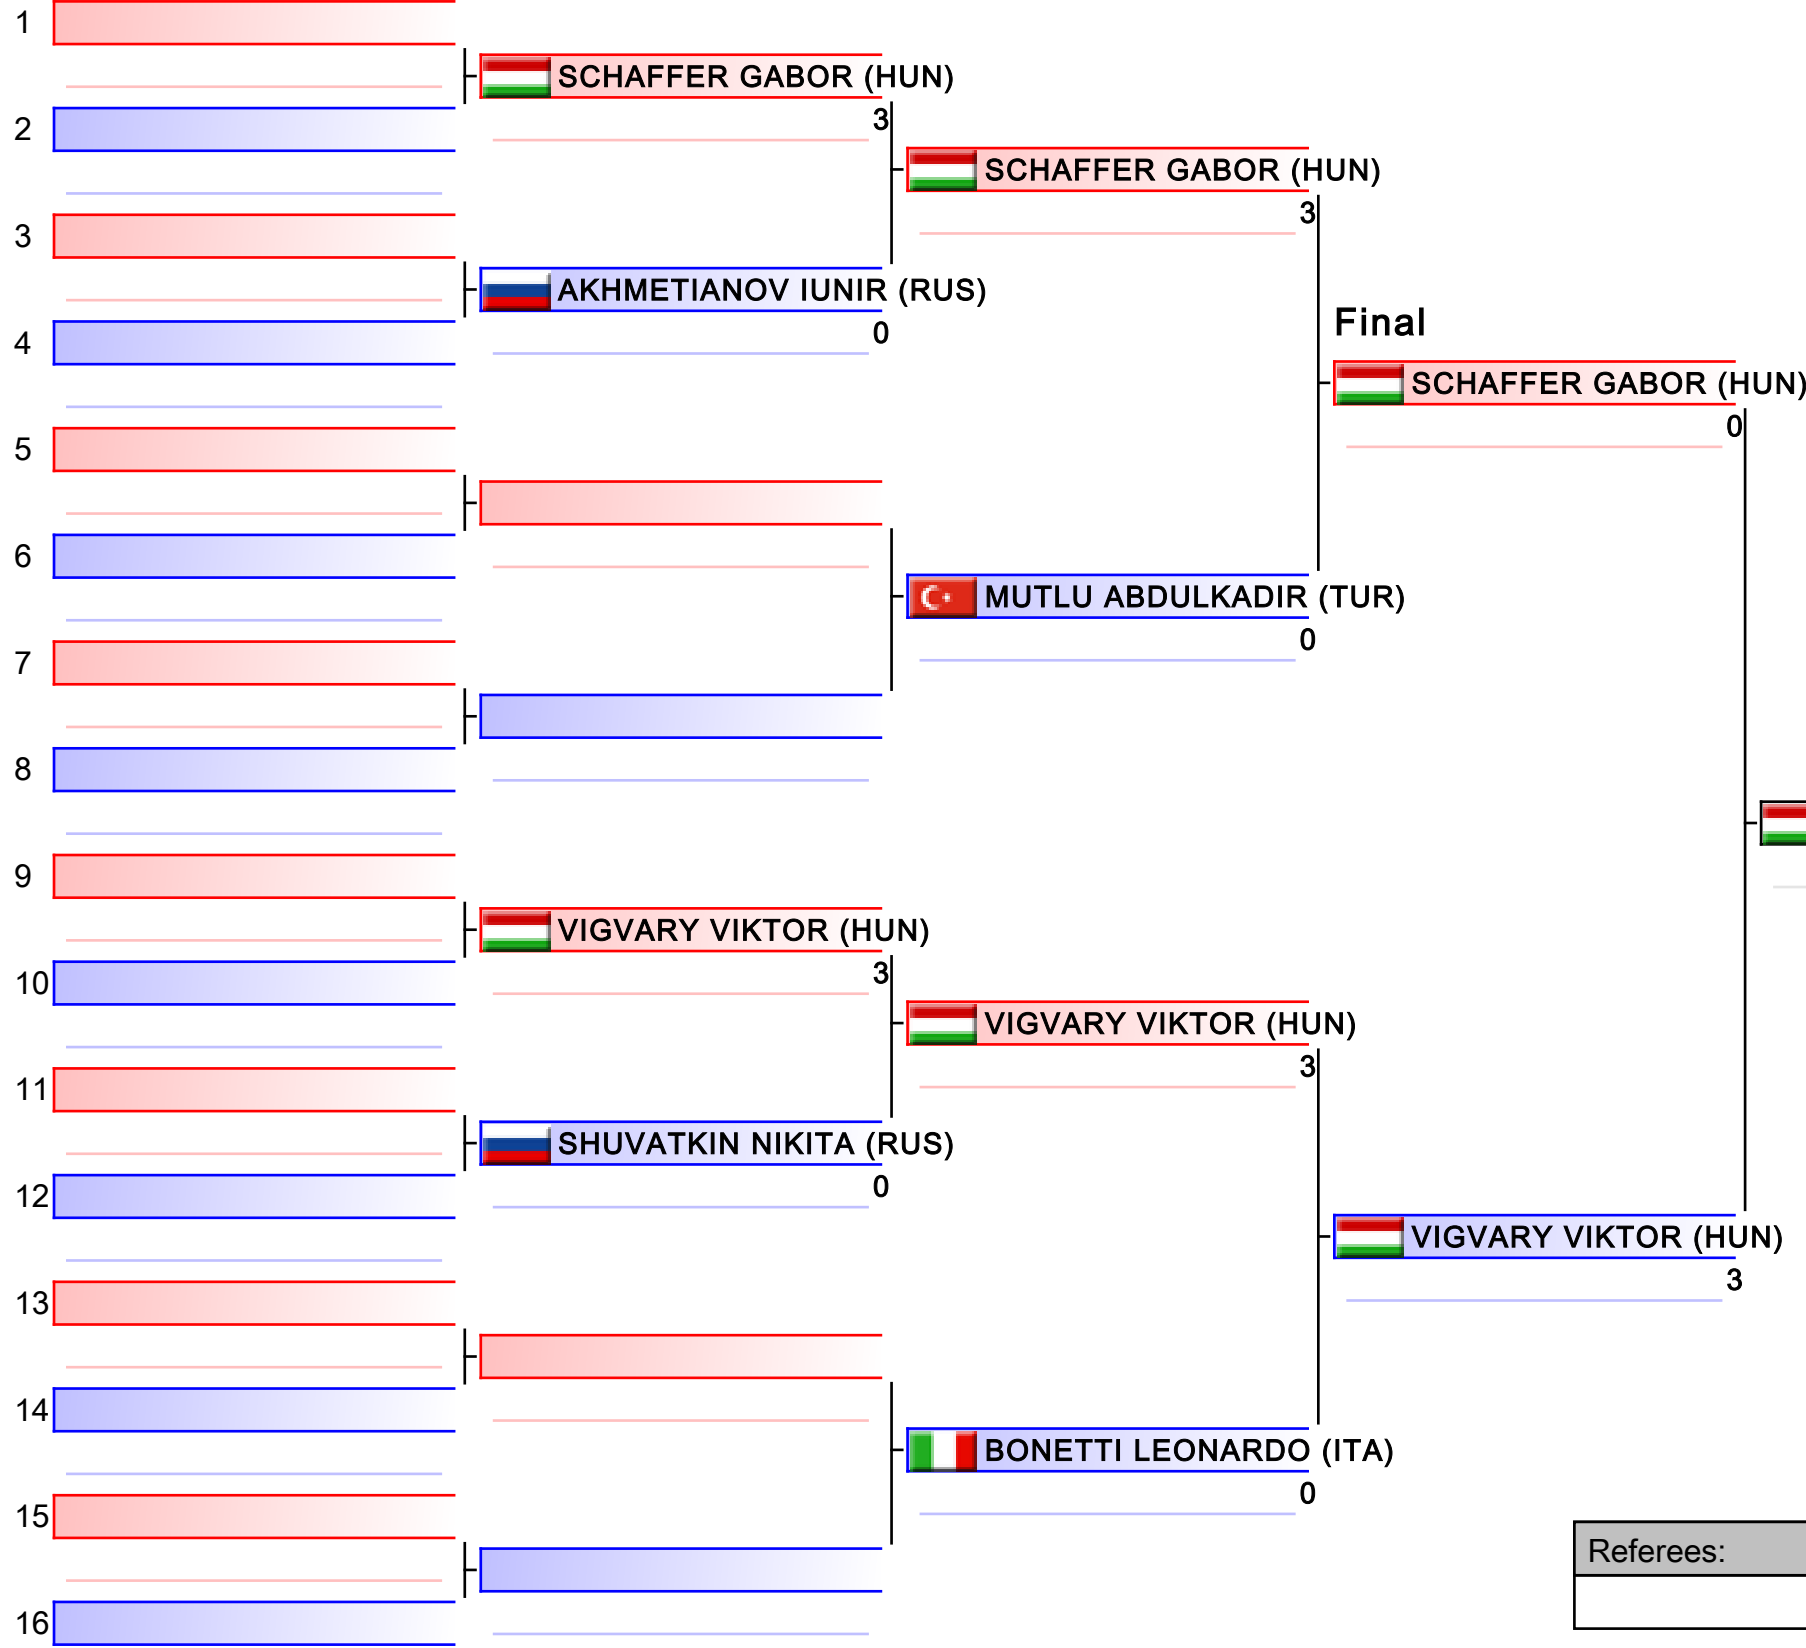 1
SCHAFFER GABOR (HUN)
3
2
SCHAFFER GABOR (HUN)
3
3
AKHMETIANOV IUNIR (RUS)
0
4
Final
SCHAFFER GABOR (HUN)
0
5
6
MUTLU ABDULKADIR (TUR)
0
7
8
9
VIGVARY VIKTOR (HUN)
3
10
VIGVARY VIKTOR (HUN)
3
11
SHUVATKIN NIKITA (RUS)
0
12
VIGVARY VIKTOR (HUN)
3
13
14
BONETTI LEONARDO (ITA)
0
15
Referees:
16